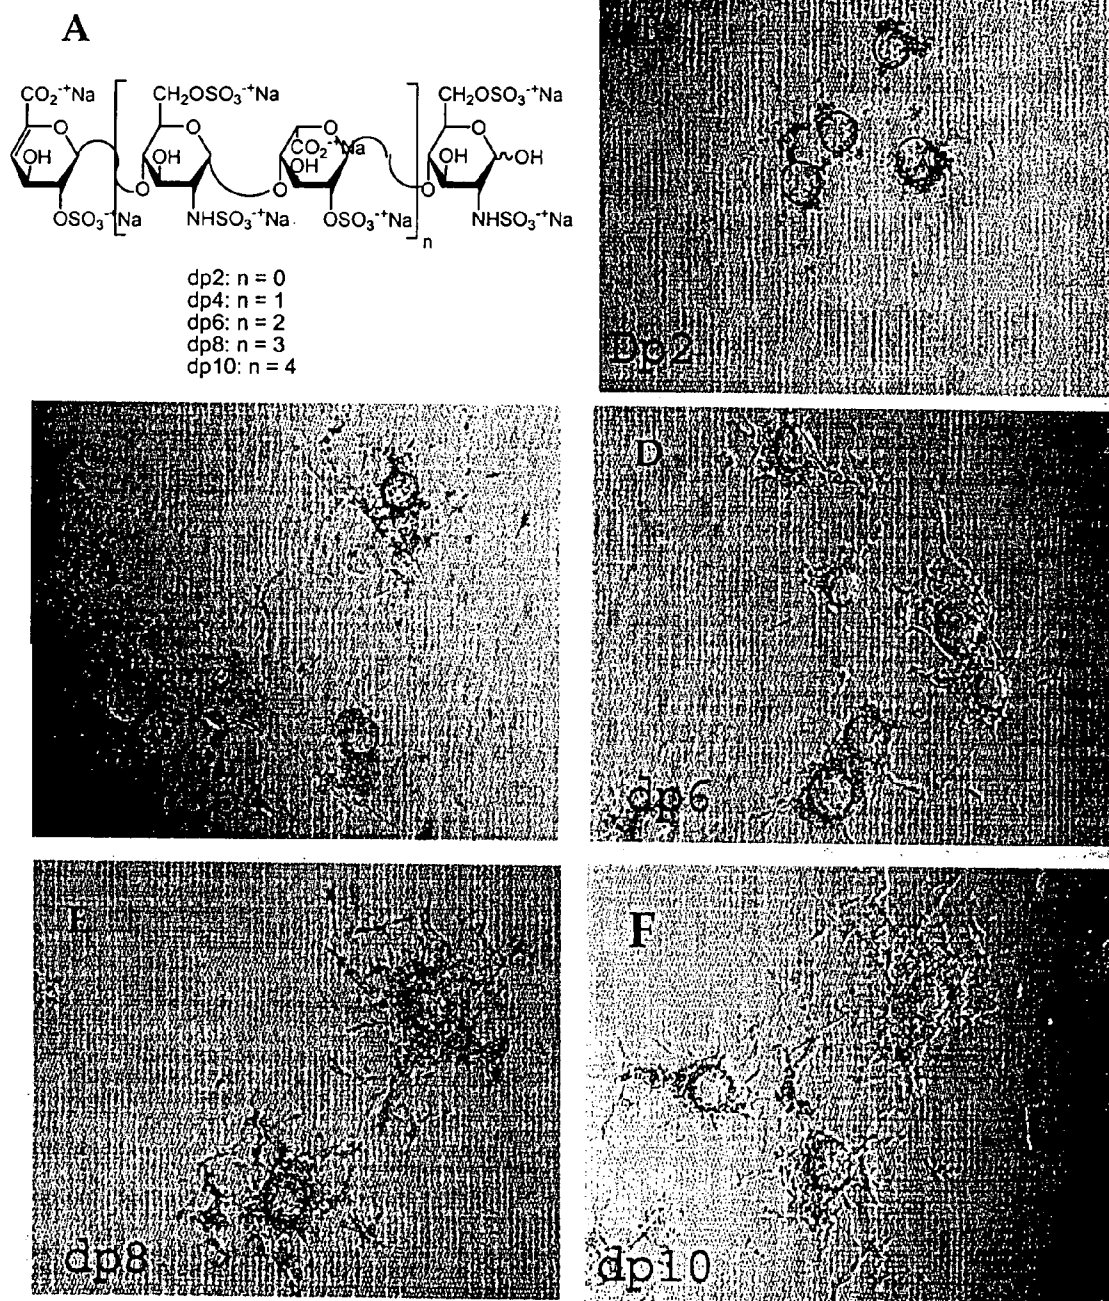 A
CO₂⁻⁺Na
CH₂OSO₃⁻⁺Na
CH₂OSO₃⁻⁺Na
O
O
O
O
OH
OH
CO₂⁻⁺Na
OH
OH
OH
O
O
O
OSO₃⁻⁺Na
NHSO₃⁻⁺Na
OSO₃⁻⁺Na
NHSO₃⁻⁺Na
n
dp2: n = 0
dp4: n = 1
dp6: n = 2
dp8: n = 3
dp10: n = 4
Dp2
D
dp6
E
dp8
F
dp10